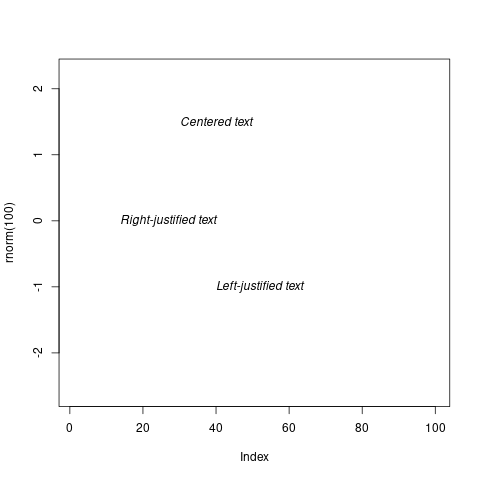 2
Centered text
1
Right-justified text
0
rnorm(100)
Left-justified text
-1
-2
0 20 40 60 80 100
Index